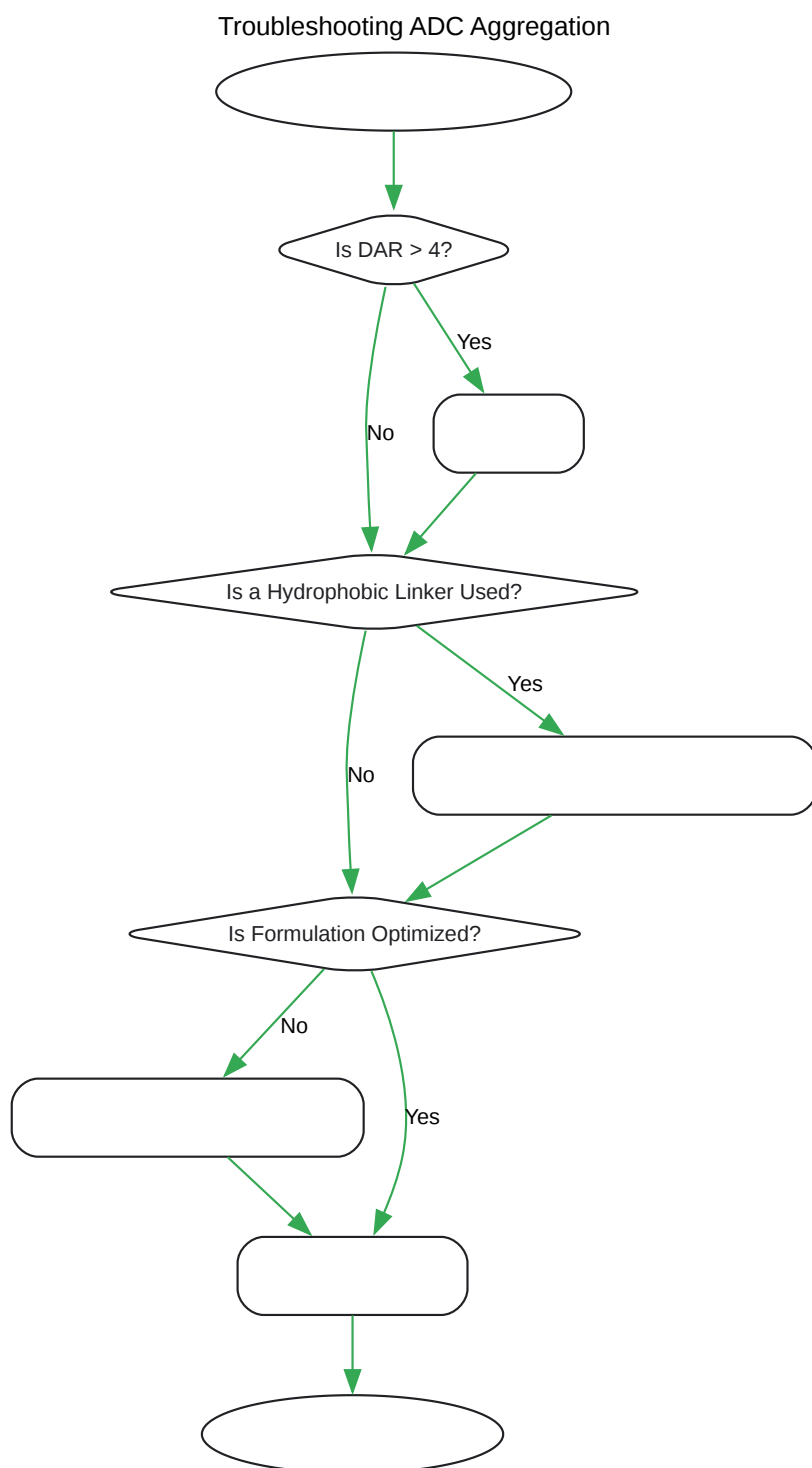 Troubleshooting ADC Aggregation
Is DAR > 4?
Yes
No
Is a Hydrophobic Linker Used?
Yes
No
Is Formulation Optimized?
No
Yes